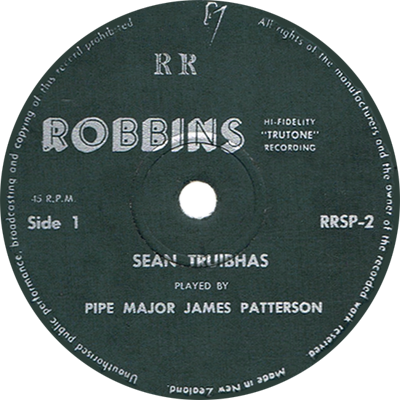 RR
ROBBINS
HI-FIDELITY
"TRUTONE"
RECORDING
45 R.P.M.
Side 1
RRSP-2
SEAN TRUIBHAS
PLAYED BY
PIPE MAJOR JAMES PATTERSON
All rights of the manufacturers and the owner of the recorded work reserved.
Unauthorised public performance, broadcasting and copying of this record prohibited
Made in New Zealand.